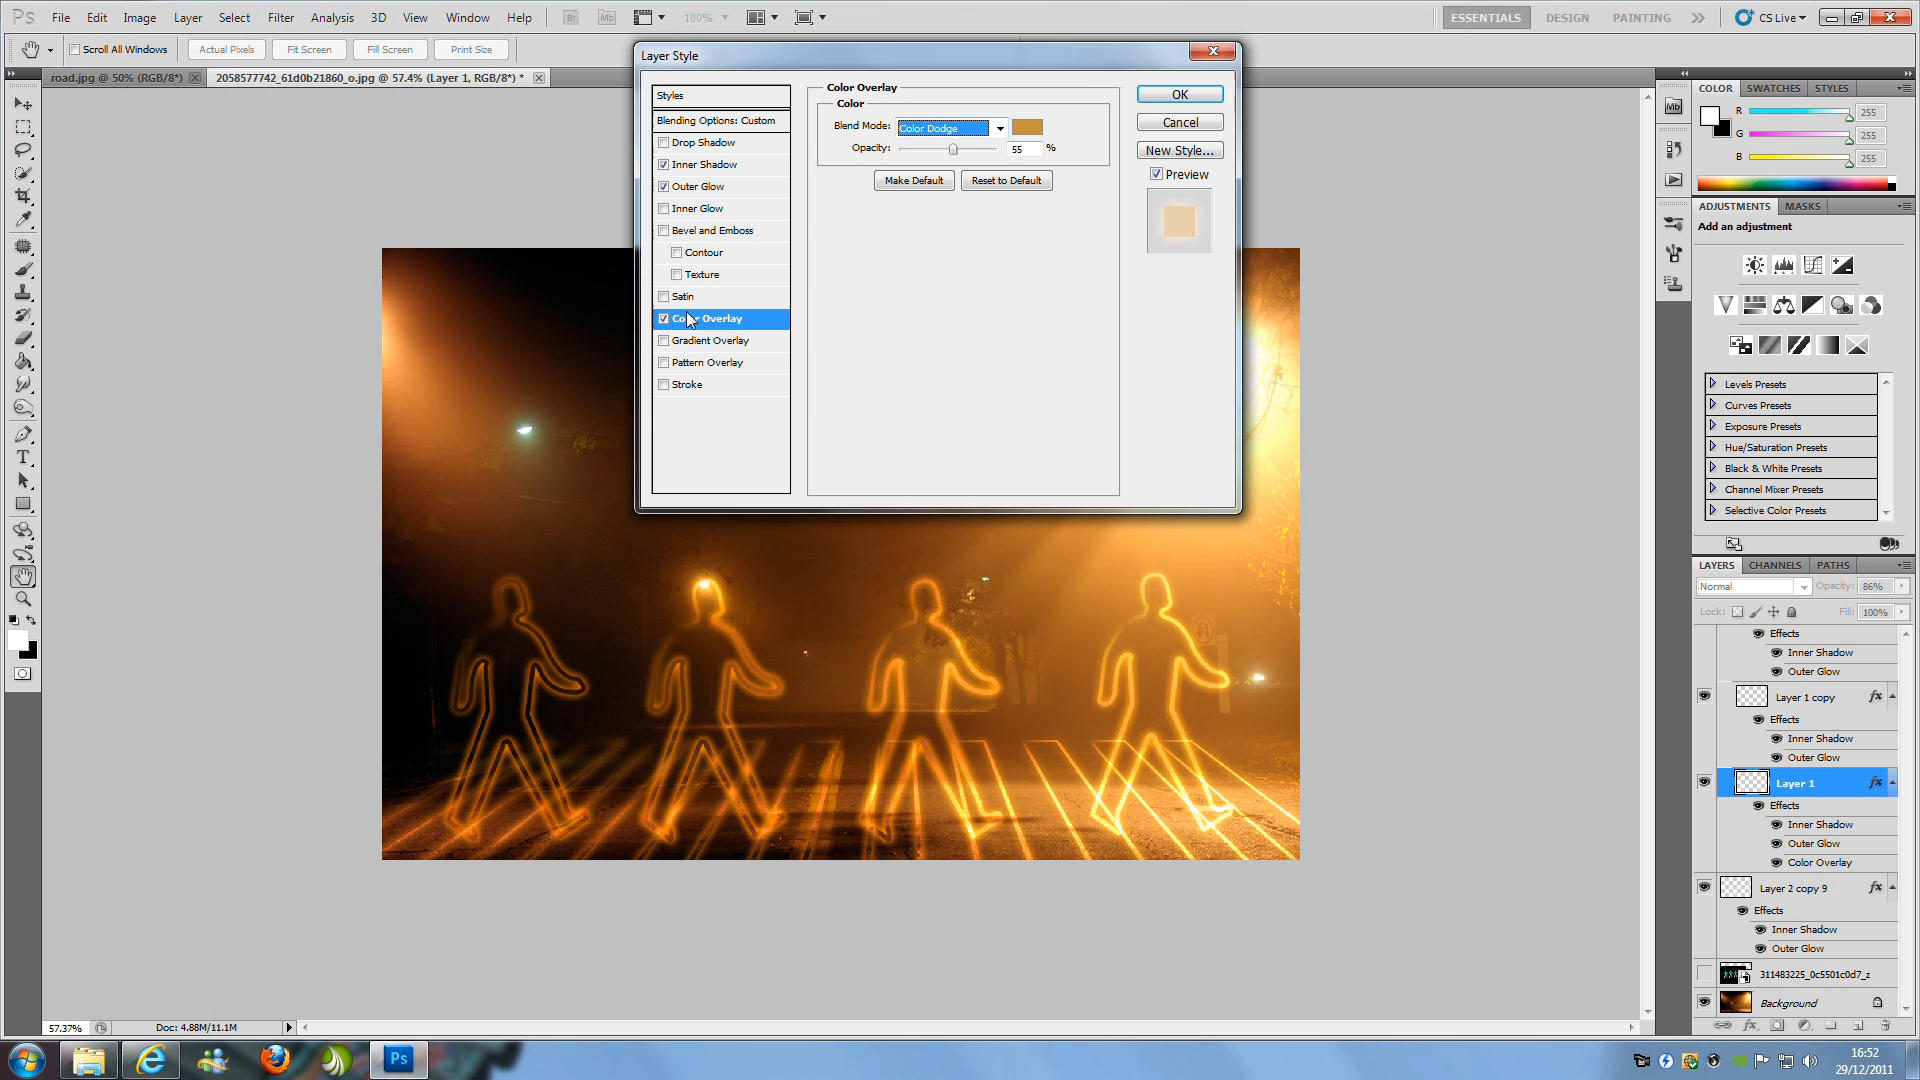 Ps File Edit Image Layer Select Filter Analysis 3D View Window Help Br Mb 100% ESSENTIALS DESIGN PAINTING CS Live
Scroll All Windows Actual Pixels Fit Screen Fill Screen Print Size
road.jpg @ 50% (RGB/8*) 2058577742_61d0b21860_o.jpg @ 57.4% (Layer 1, RGB/8*) *
Layer Style
Styles
Blending Options: Custom
Drop Shadow
Inner Shadow
Outer Glow
Inner Glow
Bevel and Emboss
Contour
Texture
Satin
Color Overlay
Gradient Overlay
Pattern Overlay
Stroke
Color Overlay
Color
Blend Mode: Color Dodge
Opacity: 55 %
Make Default Reset to Default
OK
Cancel
New Style...
Preview
COLOR SWATCHES STYLES
Mb
R 255
G 255
B 255
ADJUSTMENTS MASKS
Add an adjustment
Levels Presets
Curves Presets
Exposure Presets
Hue/Saturation Presets
Black & White Presets
Channel Mixer Presets
Selective Color Presets
LAYERS CHANNELS PATHS
Normal Opacity: 86%
Lock: Fill: 100%
Effects
Inner Shadow
Outer Glow
Layer 1 copy fx
Effects
Inner Shadow
Outer Glow
Layer 1 fx
Effects
Inner Shadow
Outer Glow
Color Overlay
Layer 2 copy 9 fx
Effects
Inner Shadow
Outer Glow
311483225_0c5501c0d7_z
Background
57.37% Doc: 4.88M/11.1M
Ps
16:52
29/12/2011